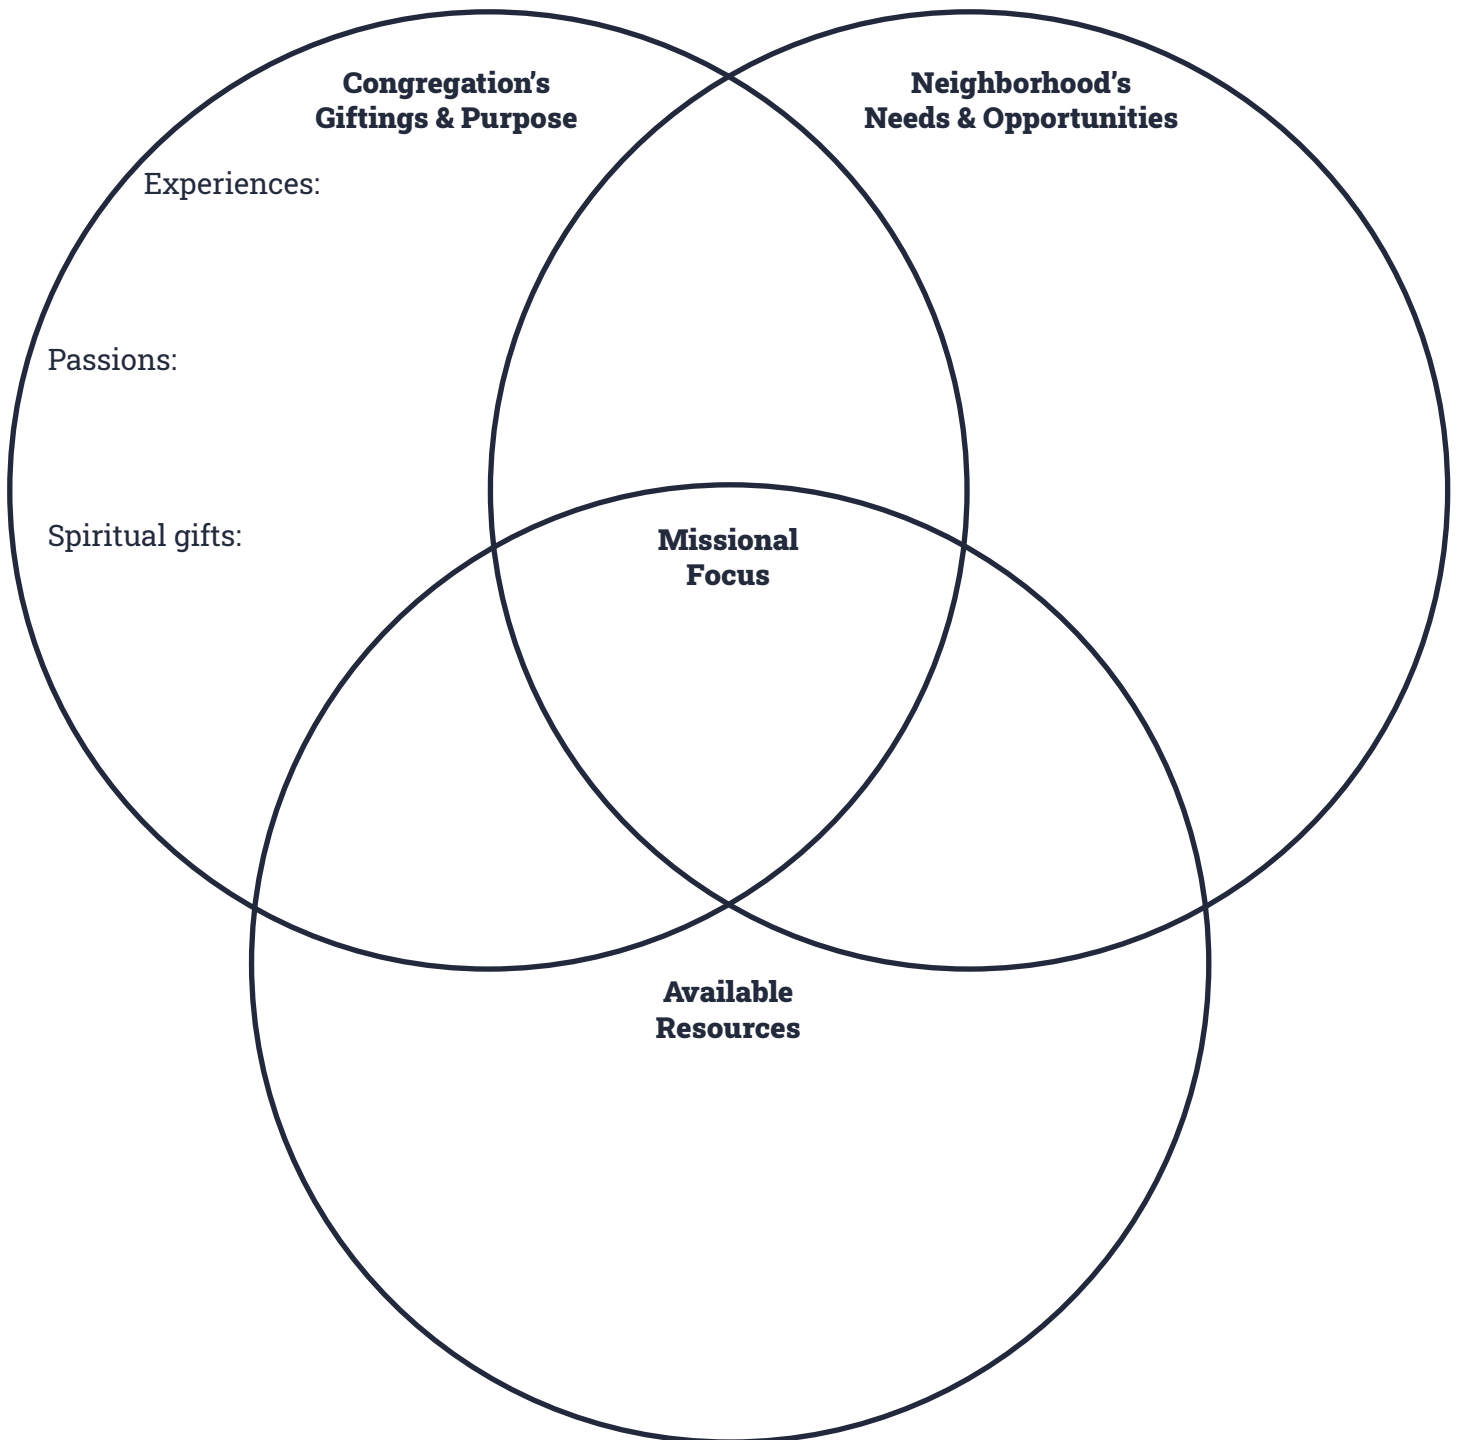 Congregation’s
Giftings & Purpose
Neighborhood’s
Needs & Opportunities
Experiences:
Passions:
Spiritual gifts:
Missional
Focus
Available
Resources